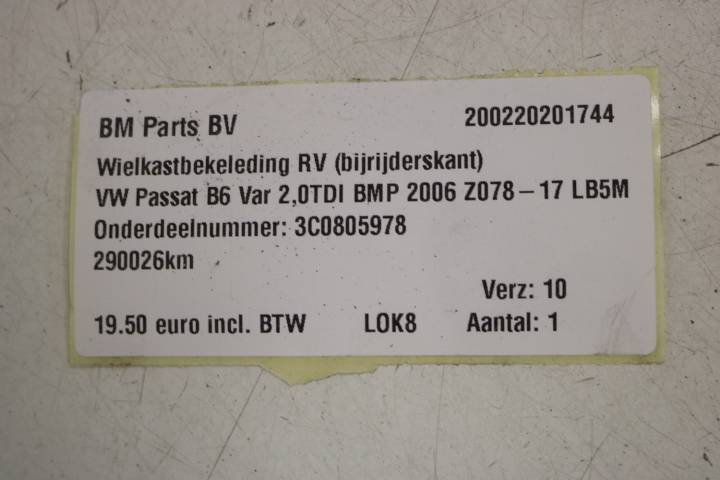 BM Parts BV 200220201744
Wielkastbekeleding RV (bijrijderskant)
VW Passat B6 Var 2,0TDI BMP 2006 Z078-17 LB5M
Onderdeelnummer: 3C0805978
290026km
Verz: 10
19.50 euro incl. BTW LOK8 Aantal: 1